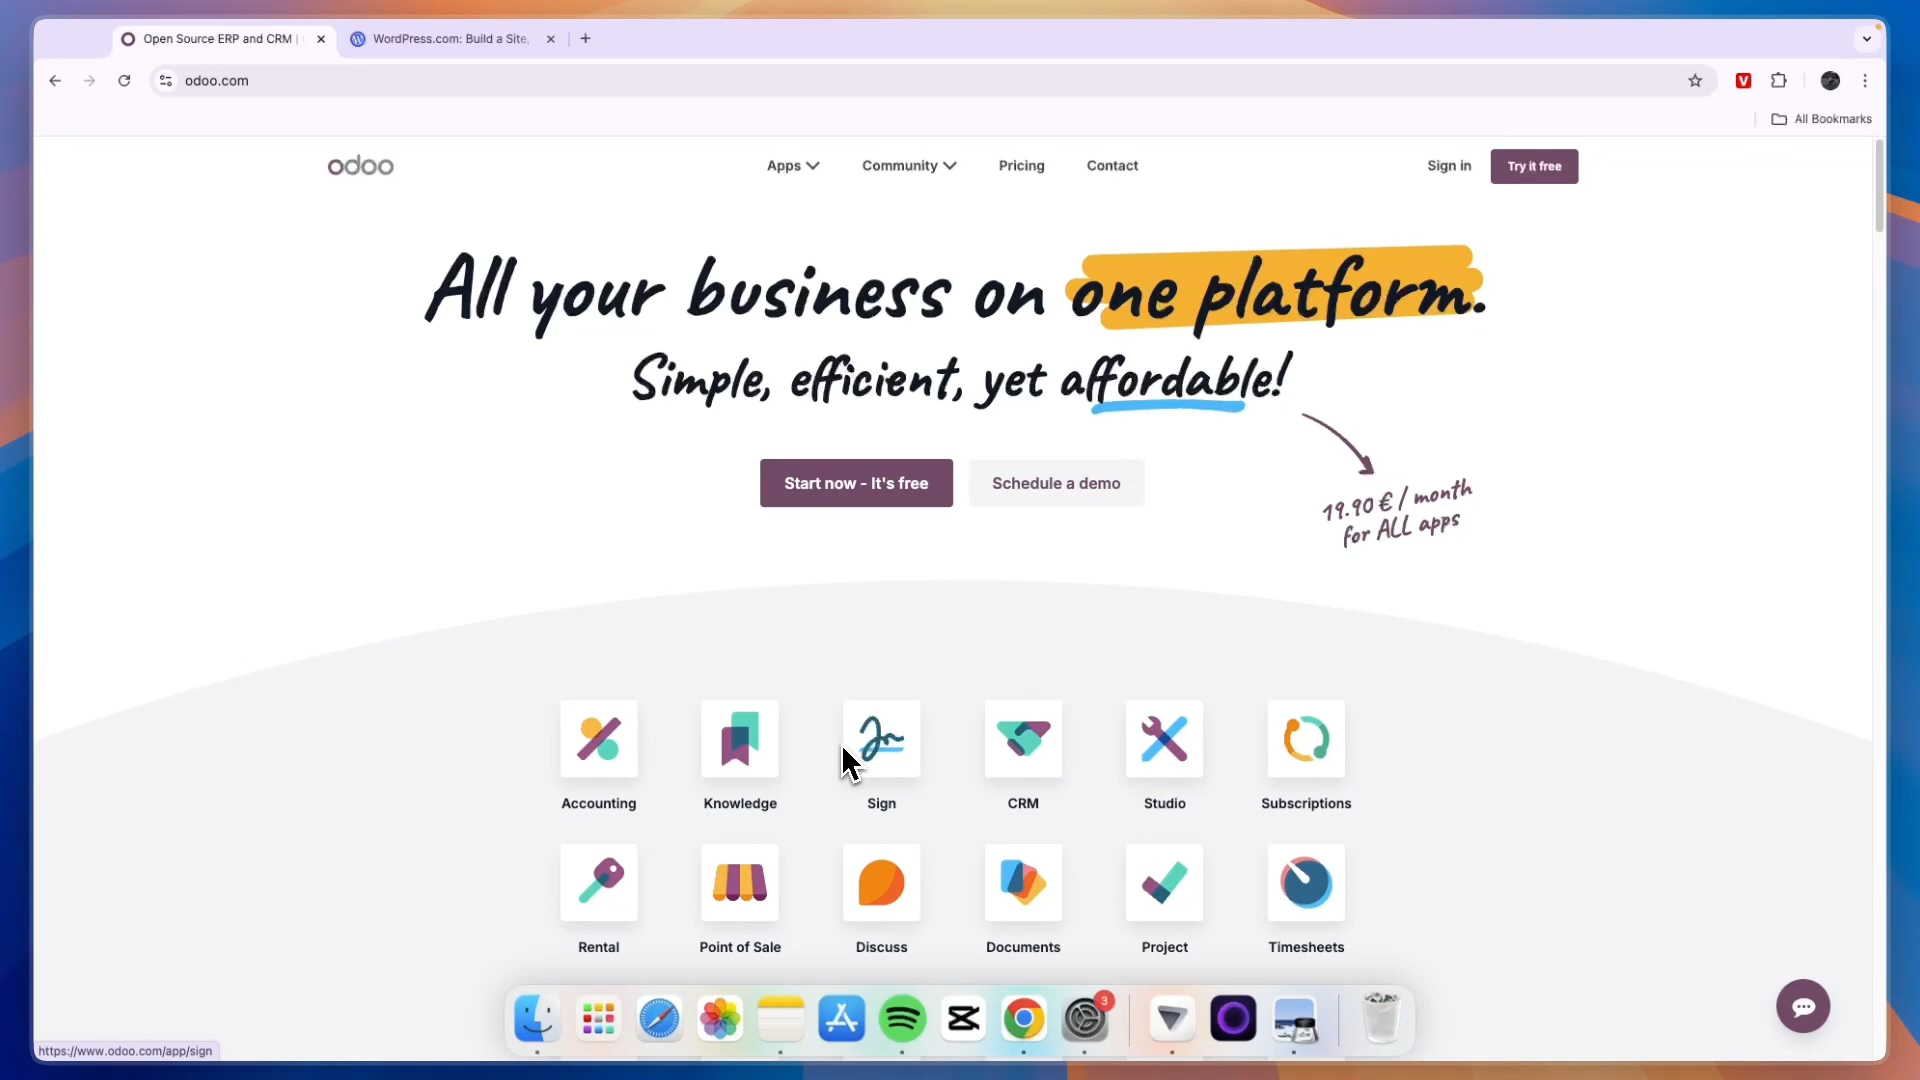 Open Source ERP and CRM |
WordPress.com: Build a Site,
odoo.com
All Bookmarks
odoo
Apps
Community
Pricing
Contact
Sign in
Try it free
All your business on one platform.
Simple, efficient, yet affordable!
Start now - It's free
Schedule a demo
19.90 € / month
for ALL apps
Accounting
Knowledge
Sign
CRM
Studio
Subscriptions
Rental
Point of Sale
Discuss
Documents
Project
Timesheets
3
https://www.odoo.com/app/sign